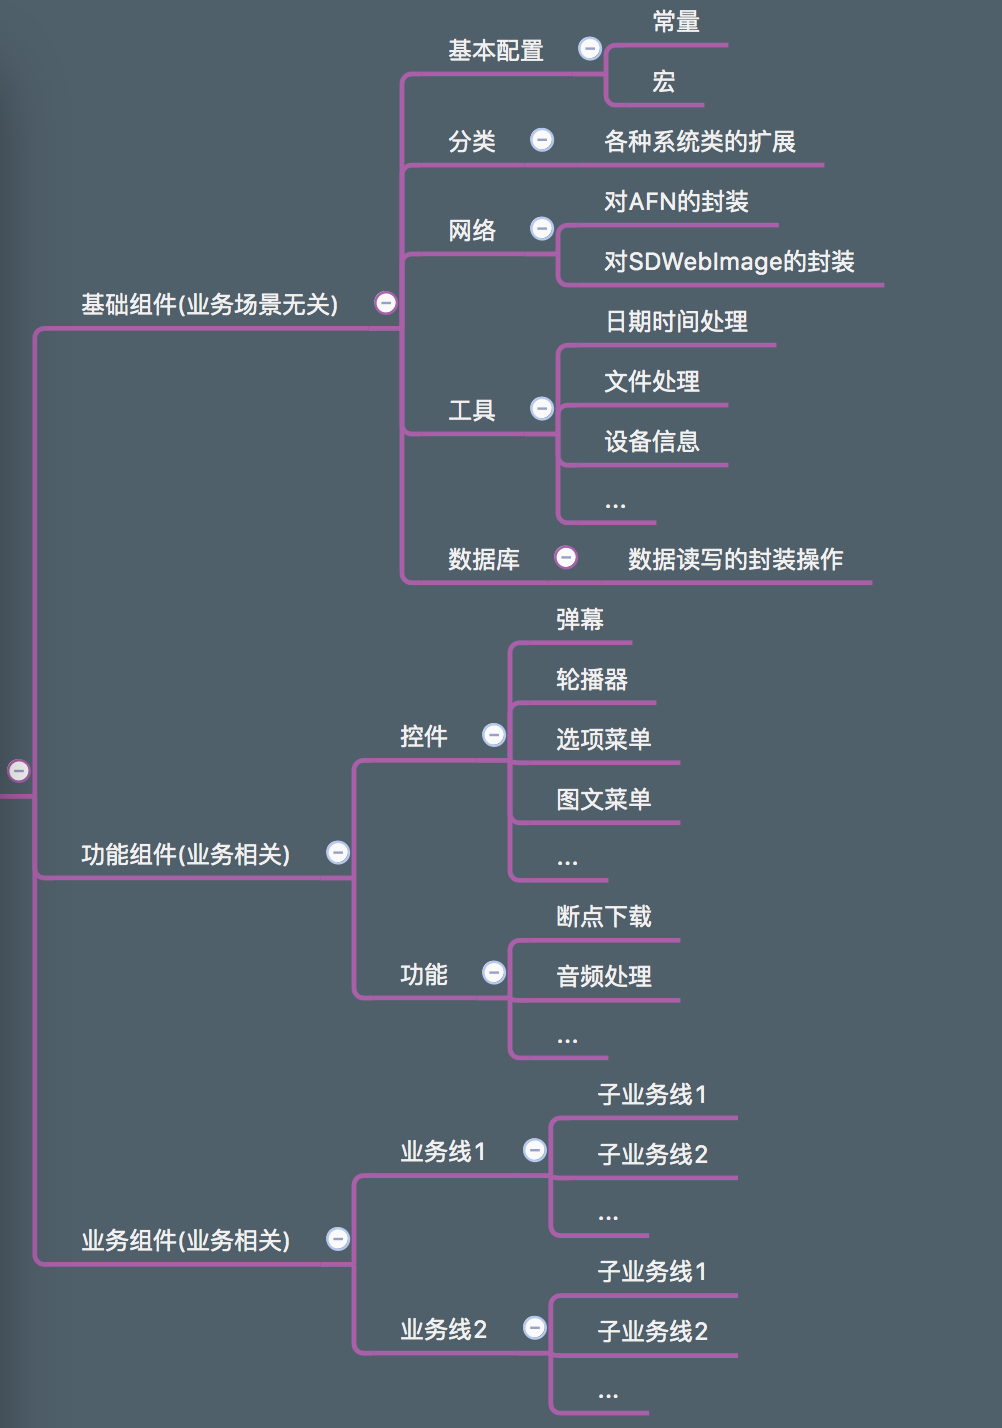 常量
基本配置
宏
分类
各种系统类的扩展
对AFN的封装
网络
对SDWebImage的封装
基础组件(业务场景无关)
日期时间处理
文件处理
工具
设备信息
...
数据库
数据读写的封装操作
弹幕
轮播器
控件
选项菜单
图文菜单
...
功能组件(业务相关)
断点下载
功能
音频处理
...
子业务线1
业务线1
子业务线2
...
业务组件(业务相关)
子业务线1
业务线2
子业务线2
...